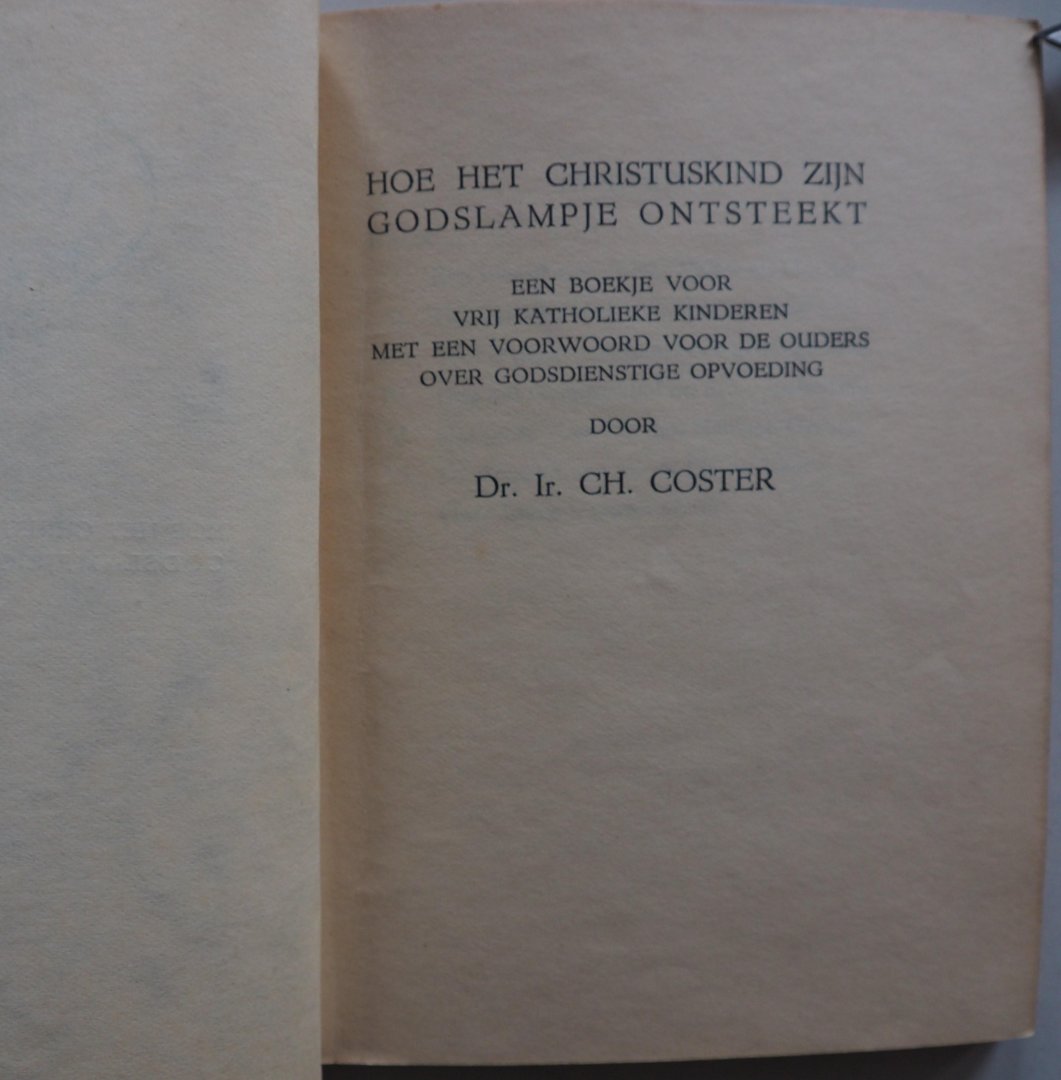 HOE HET CHRISTUSKIND ZIJN
GODSLAMPJE ONTSTEEKT
EEN BOEKJE VOOR
VRIJ KATHOLIEKE KINDEREN
MET EEN VOORWOORD VOOR DE OUDERS
OVER GODSDIENSTIGE OPVOEDING
DOOR
Dr. Ir. CH. COSTER